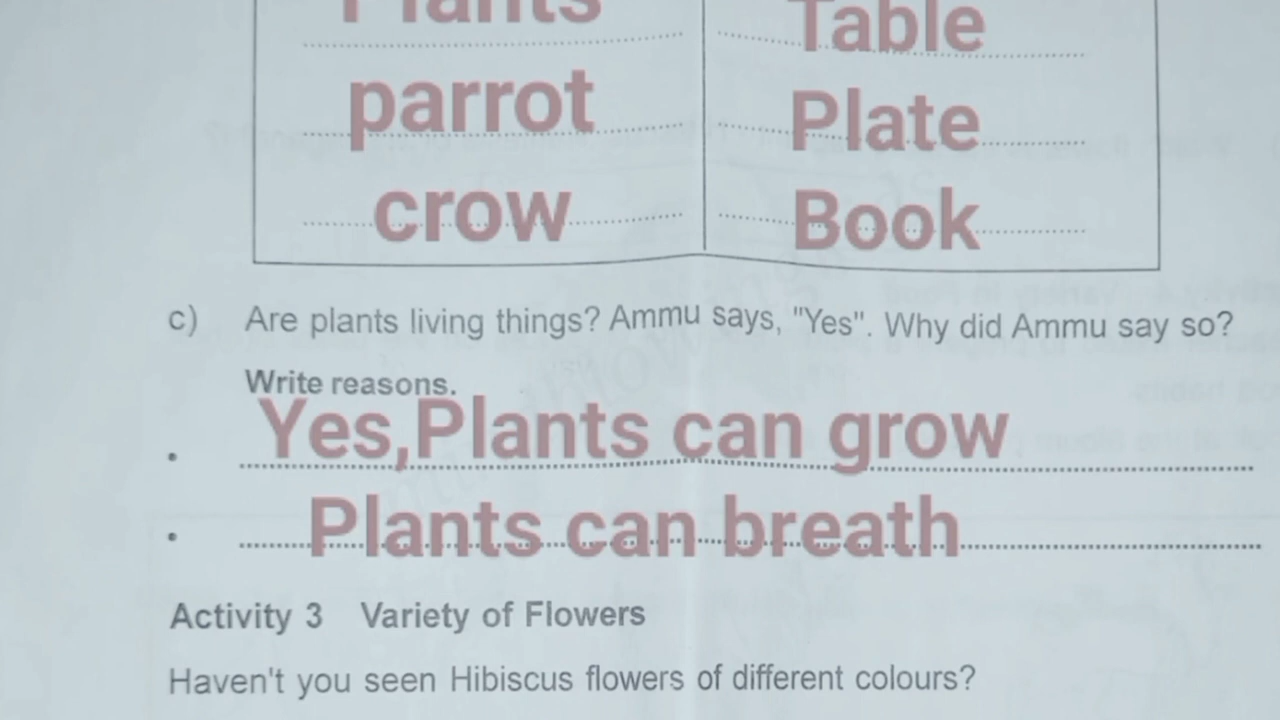 Plants
Table
parrot
Plate
crow
Book
c) Are plants living things? Ammu says, "Yes". Why did Ammu say so?
Write reasons.
• Yes,Plants can grow
• Plants can breath
Activity 3 Variety of Flowers
Haven't you seen Hibiscus flowers of different colours?